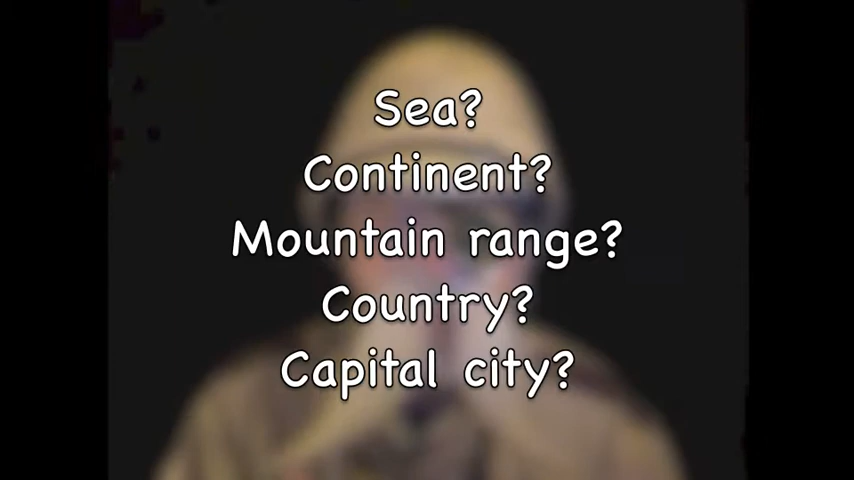 Sea?
Continent?
Mountain range?
Country?
Capital city?